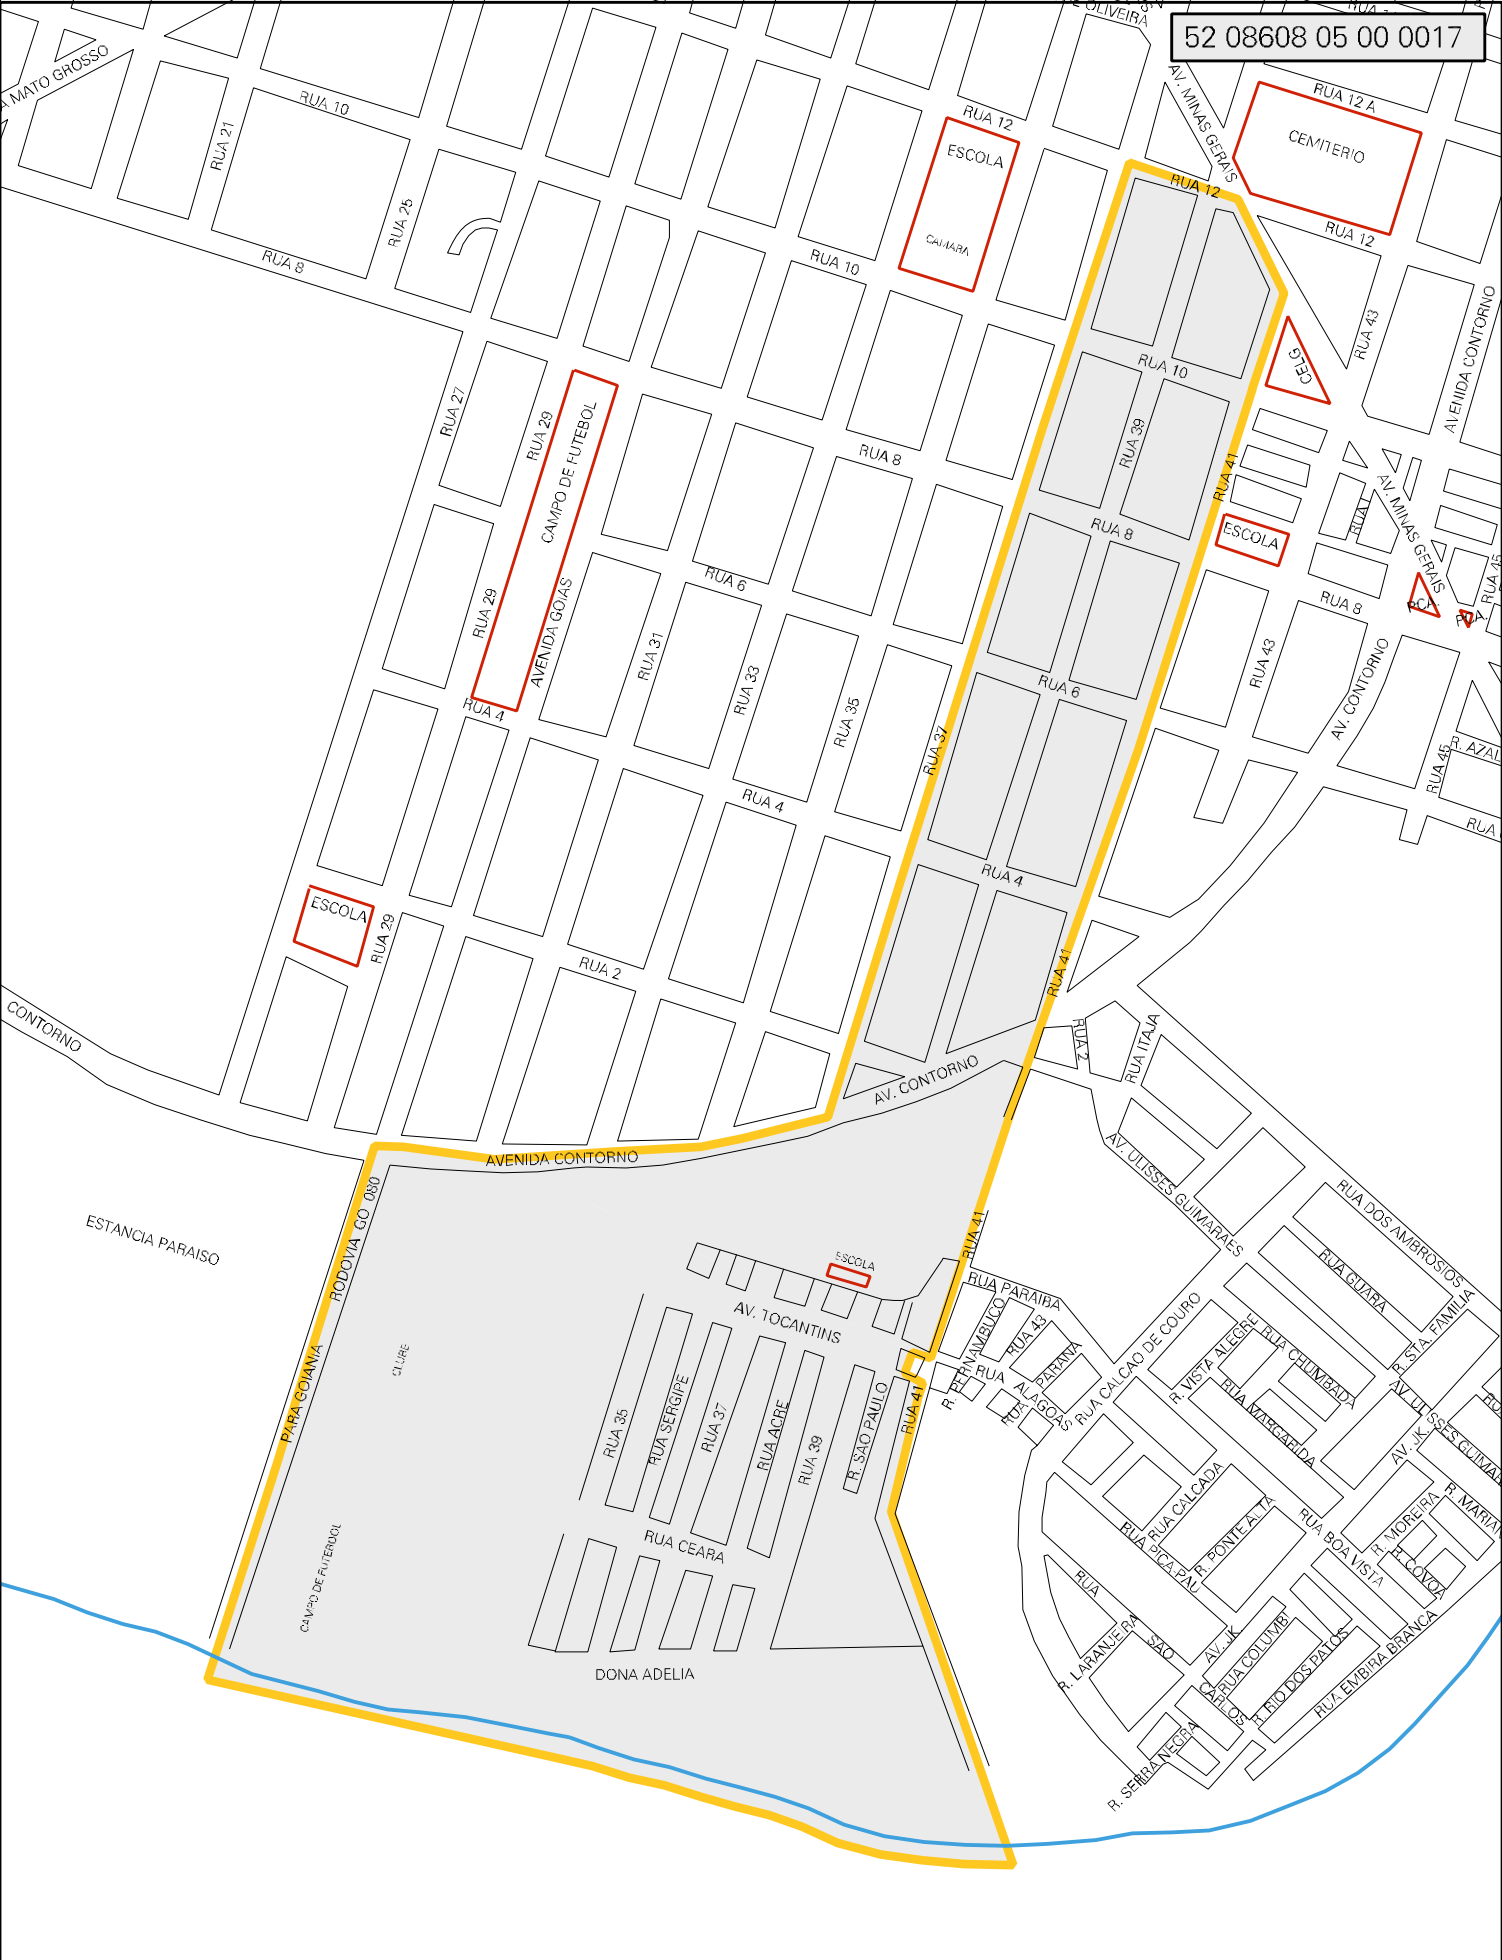 52 08608 05 00 0017
OLIVEIRA
A MATO GROSSO
RUA 10
RUA 21
RUA 25
RUA 8
RUA 12
ESCOLA
CAMARA
RUA 10
AV. MINAS GERAIS
RUA 12 A
CEMITERIO
RUA 12
RUA 12
RUA 43
AVENIDA CONTORNO
CELG
RUA 10
RUA 39
RUA 27
RUA 29
CAMPO DE FUTEBOL
RUA 8
RUA 41
RUA 8
ESCOLA
RUA 1
AV. MINAS GERAIS
RUA 45
PCA.
PCA.
RUA 8
RUA 29
AVENIDA GOIAS
RUA 6
RUA 31
RUA 33
RUA 35
RUA 37
RUA 6
RUA 43
AV. CONTORNO
RUA 45
R. AZAL
RUA
RUA 4
RUA 4
RUA 4
ESCOLA
RUA 29
RUA 2
RUA 41
CONTORNO
AV. CONTORNO
RUA 2
RUA ITAJA
AVENIDA CONTORNO
AV. ULISSES GUIMARAES
RUA DOS AMBROSIOS
ESTANCIA PARAISO
RODOVIA GO 080
PARA GOIANIA
RUA 41
ESCOLA
AV. TOCANTINS
RUA PARAIBA
R. PERNAMBUCO
RUA 43
PARANA
RUA
RUA ALAGOAS
RUA CALCAO DE COURO
RUA GUARA
R. STA. FAMILIA
R. VISTA ALEGRE
RUA CHUMBADA
RUA MARGARIDA
AV. ULISSES GUIMAR
AV. JK.
CLUBE
RUA 35
RUA SERGIPE
RUA 37
RUA ACRE
RUA 39
R. SAO PAULO
RUA 41
RUA CEARA
RUA CALCADA
RUA PICA-PAU
R. PONTE ALTA
RUA BOA VISTA
R. MOREIRA
R. MARIAN
R. COVOA
CAMPO DE FUTEBOL
DONA ADELIA
RUA
SAO
CARLOS
R. LARANJEIRA
AV. JK
RUA COLUMBI
R. RIO DOS PATOS
RUA EMBIRA BRANCA
R. SERRA NEGRA